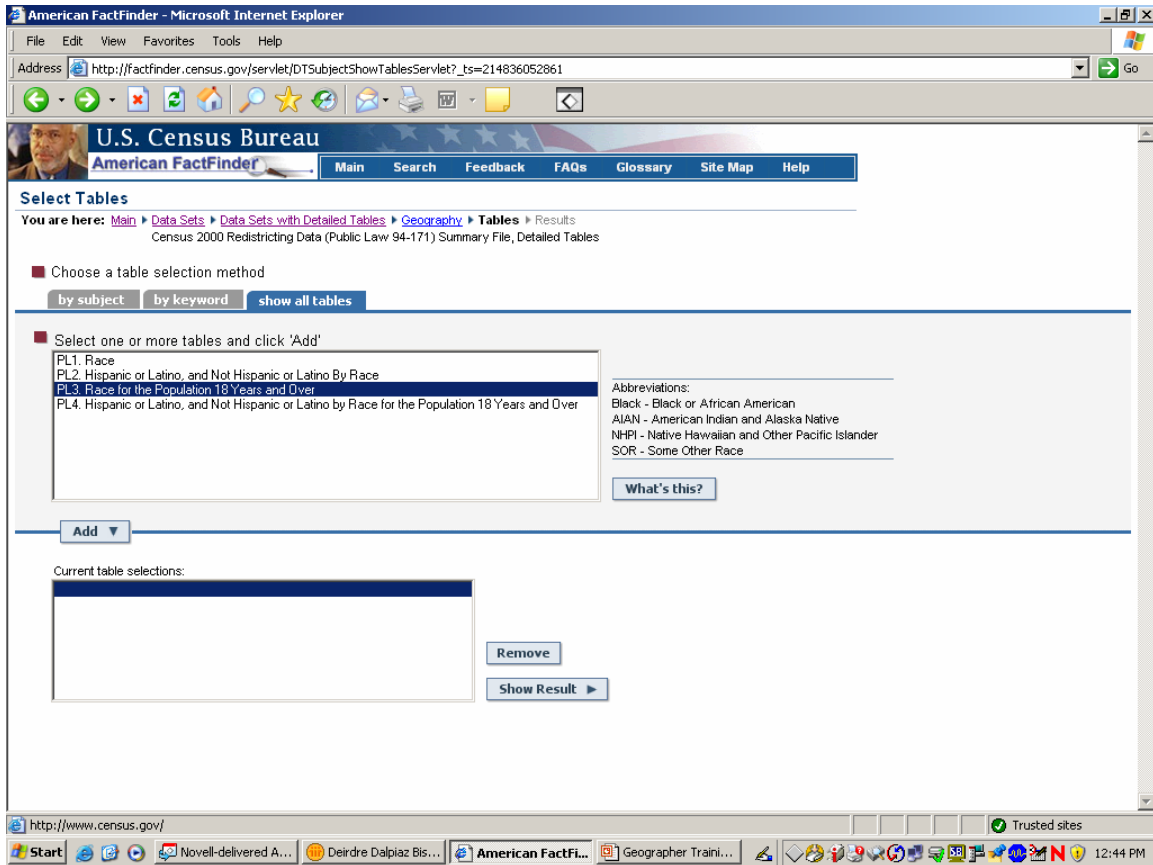 American FactFinder - Microsoft Internet Explorer
File Edit View Favorites Tools Help
Address http://factfinder.census.gov/servlet/DTSubjectShowTablesServlet?_ts=214836052861 Go
U.S. Census Bureau
American FactFinder
Main Search Feedback FAQs Glossary Site Map Help
Select Tables
You are here: Main Data Sets Data Sets with Detailed Tables Geography Tables Results
Census 2000 Redistricting Data (Public Law 94-171) Summary File, Detailed Tables
Choose a table selection method
by subject by keyword show all tables
Select one or more tables and click 'Add'
PL1. Race
PL2. Hispanic or Latino, and Not Hispanic or Latino By Race
PL3. Race for the Population 18 Years and Over
PL4. Hispanic or Latino, and Not Hispanic or Latino by Race for the Population 18 Years and Over
Abbreviations:
Black - Black or African American
AIAN - American Indian and Alaska Native
NHPI - Native Hawaiian and Other Pacific Islander
SOR - Some Other Race
What's this?
Add
Current table selections:
Remove
Show Result
http://www.census.gov/ Trusted sites
Start Novell-delivered A... Deirdre Dalpiaz Bis... American FactFi... Geographer Traini... 12:44 PM